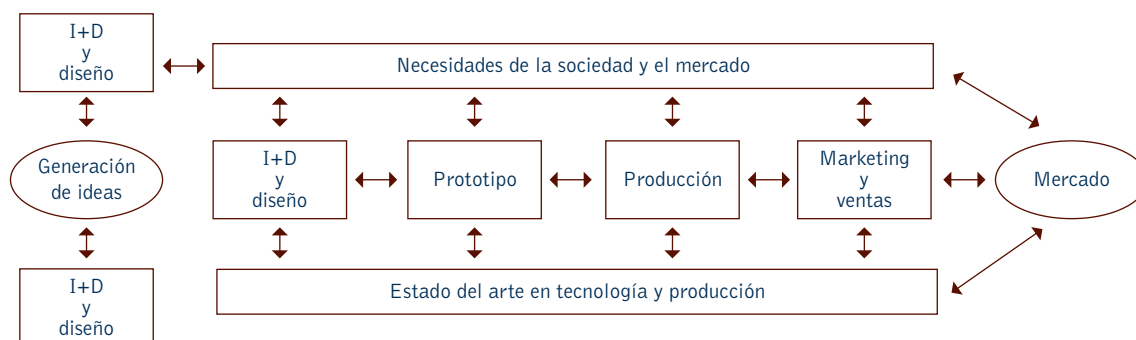 I+D
y
diseño
Necesidades de la sociedad y el mercado
Generación
de ideas
I+D
y
diseño
Prototipo
Producción
Marketing
y
ventas
Mercado
I+D
y
diseño
Estado del arte en tecnología y producción